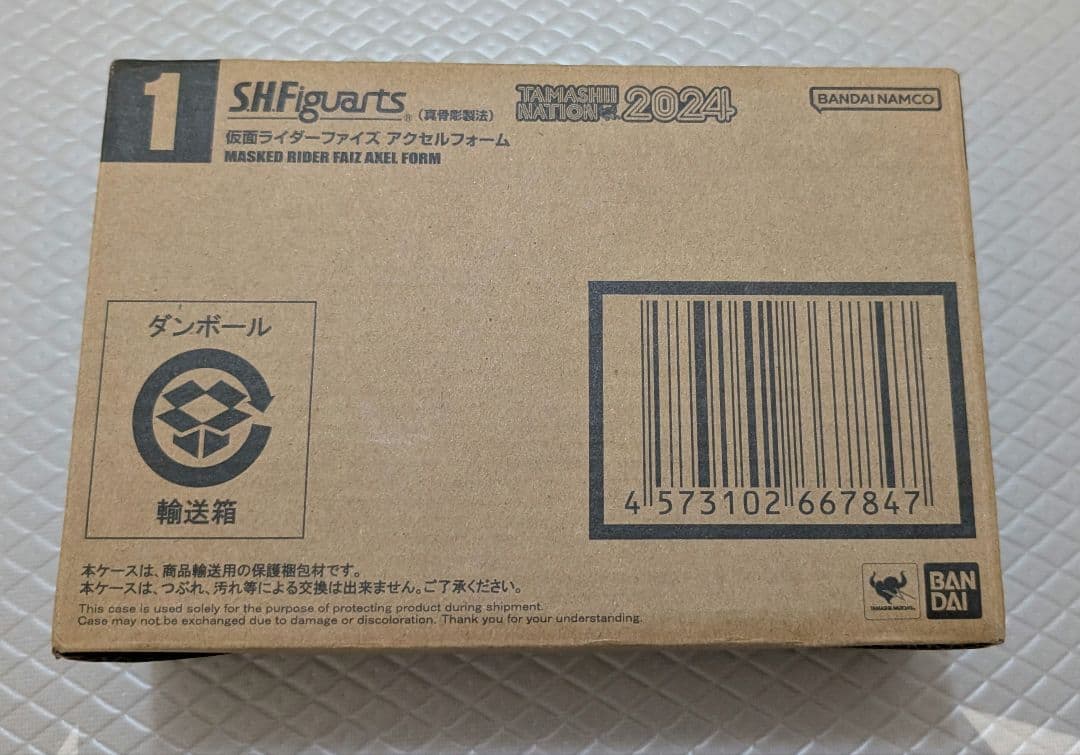 1
S.H.Figuarts® (真骨彫製法)
仮面ライダーファイズ アクセルフォーム
MASKED RIDER FAIZ AXEL FORM
TAMASHII
NATION 2024
BANDAI NAMCO
ダンボール
輸送箱
4 573102 667847
本ケースは、商品輸送用の保護梱包材です。
本ケースは、つぶれ、汚れ等による交換は出来ません。ご了承ください。
This case is used solely for the purpose of protecting product during shipment.
Case may not be exchanged due to damage or discoloration. Thank you for your understanding.
TAMASHII NATIONS
BAN
DAI